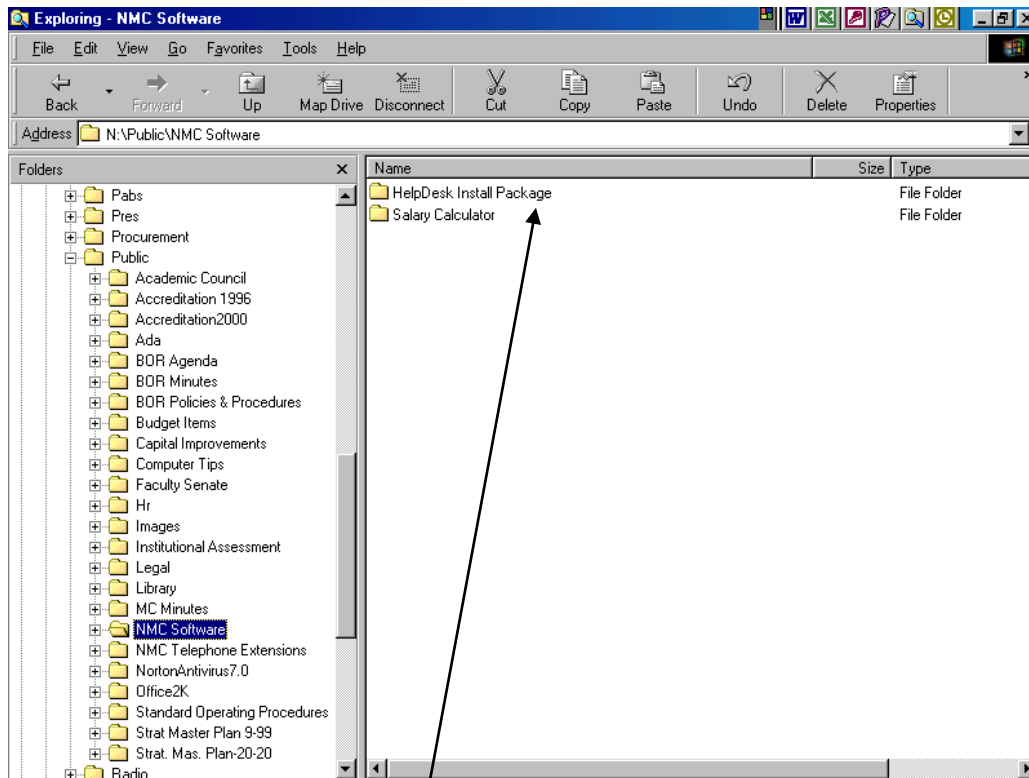 Exploring - NMC Software
File Edit View Go Favorites Tools Help
Back Forward Up Map Drive Disconnect Cut Copy Paste Undo Delete Properties
Address N:\Public\NMC Software
Folders
Name Size Type
HelpDesk Install Package File Folder
Salary Calculator File Folder
Pabs
Pres
Procurement
Public
Academic Council
Accreditation 1996
Accreditation2000
Ada
BOR Agenda
BOR Minutes
BOR Policies & Procedures
Budget Items
Capital Improvements
Computer Tips
Faculty Senate
Hr
Images
Institutional Assessment
Legal
Library
MC Minutes
NMC Software
NMC Telephone Extensions
NortonAntivirus7.0
Office2K
Standard Operating Procedures
Strat Master Plan 9-99
Strat. Mas. Plan-20-20
Radio